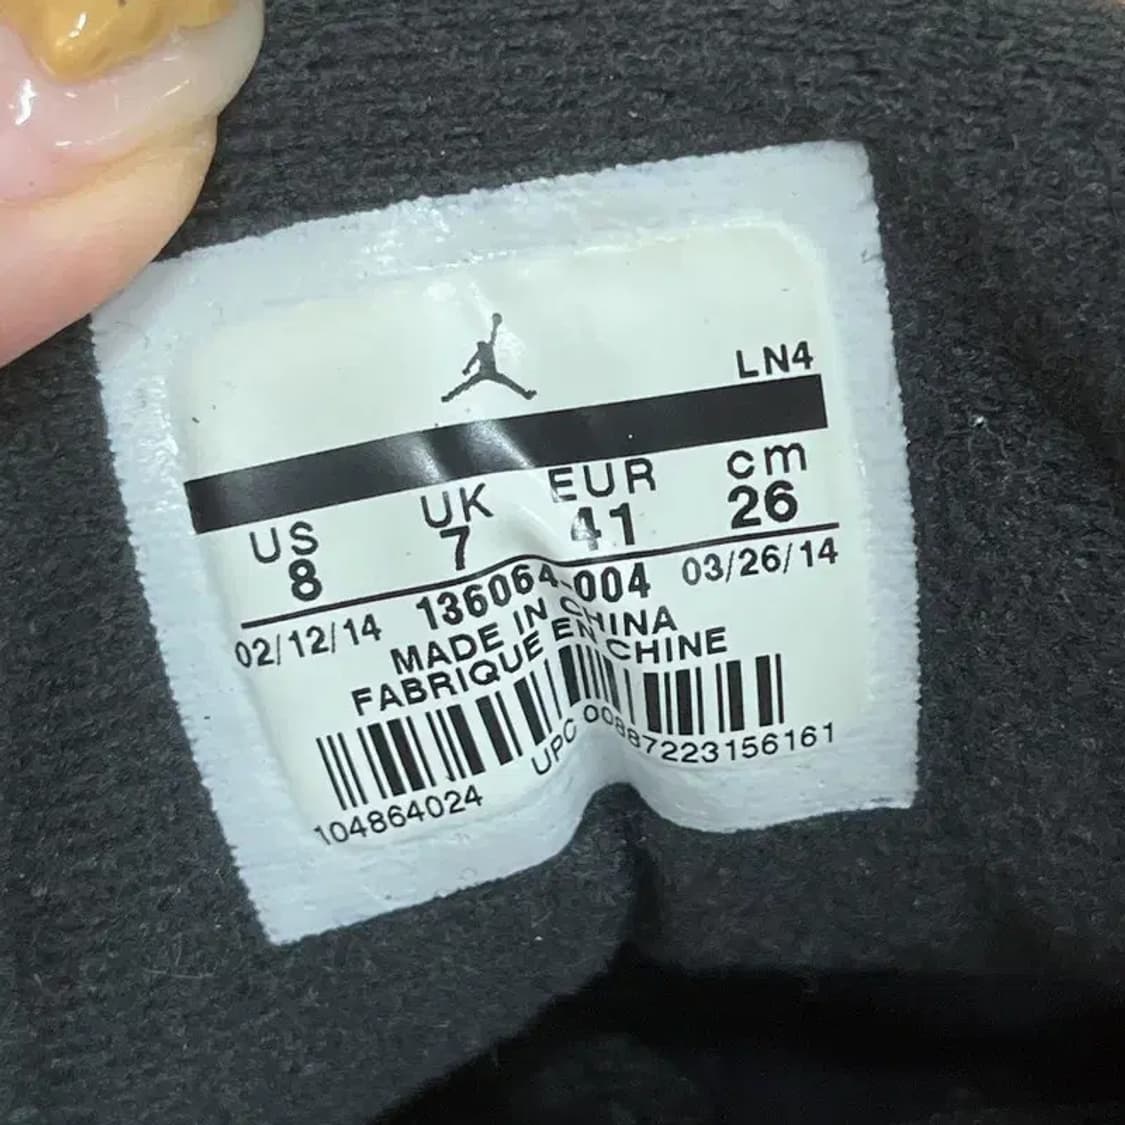 LN4
US UK EUR cm
8 7 41 26
02/12/14 136064-004 03/26/14
MADE IN CHINA
FABRIQUE EN CHINE
104864024 UPC 00887223156161